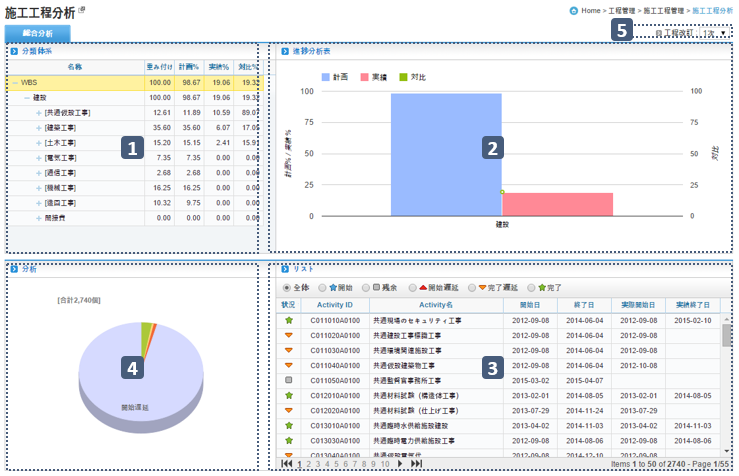 施工工程分析
Home > 工程管理 > 施工工程管理 > 施工工程分析
総合分析
5 工程改訂 : 1次 ▼
分類体系
名称 重み付け 計画% 実績% 対比%
WBS 100.00 98.67 19.06 19.32
建設 100.00 98.67 19.06 19.32
[共通仮設工事] 12.61 11.89 10.59 89.07
[建築工事] 35.60 35.60 6.07 17.05
[土木工事] 15.20 15.15 2.41 15.91
[電気工事] 7.35 7.35 0.00 0.00
[通信工事] 2.68 2.68 0.00 0.00
[機械工事] 16.25 16.25 0.00 0.00
[造園工事] 10.32 9.75 0.00 0.00
間接費 0.00 0.00 0.00 0.00
1
進捗分析表
計画 実績 対比
100 100
75 75
50 50
25 25
0 0
計画% / 実績%
対比
建設
2
分析
[合計2,740個]
4
開始遅延
リスト
全体 開始 残余 開始遅延 完了遅延 完了
状況 Activity ID Activity名 開始日 終了日 実際開始日 実績終了日
C011010A0100 共通現場のセキュリティ工事 2012-09-08 2014-06-04 2012-09-08 2015-02-10
C011020A0100 共通建設工事標識工事 2012-09-08 2014-06-04 2012-09-08
C011030A0100 共通環境関連施設工事 2012-09-08 2014-06-04 2012-09-08
C011040A0100 共通仮設建築物工事 2012-09-08 2014-06-04 2012-10-08
C011050A0100 共通監督官事務所工事 2015-03-02 2015-04-07
C012010A0100 共通材料試験 (構造体工事) 2013-02-01 2014-08-05 2013-02-01 2014-08-05
C012020A0100 共通材料試験 (仕上げ工事) 2013-07-29 2014-11-24 2013-07-29
C013010A0100 共通臨時水供給施設建設 2013-04-02 2014-11-03 2013-04-02 2014-11-03
C013030A0100 共通臨時電力供給施設工事 2012-09-08 2014-08-06 2012-09-08 2014-08-06
C013040A0100 共通仮設電気代 2012-09-08 2014-12-10 2012-09-08
3
1 2 3 4 5 6 7 8 9 10
Items 1 to 50 of 2740 - Page 1/55